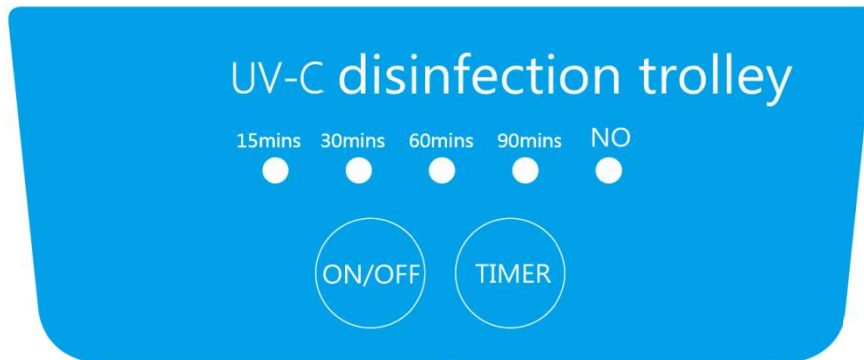 UV-C disinfection trolley
15mins 30mins 60mins 90mins NO
ON/OFF TIMER